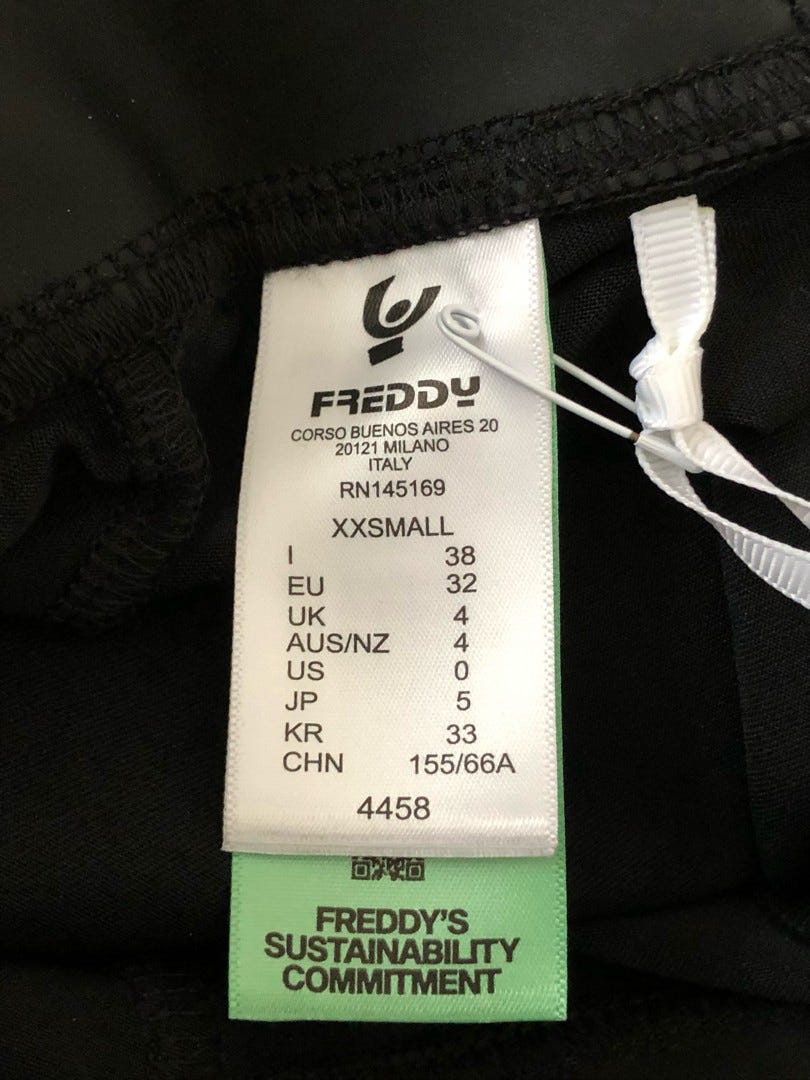 FREDDY
CORSO BUENOS AIRES 20
20121 MILANO
ITALY
RN145169
XXSMALL
I 38
EU 32
UK 4
AUS/NZ 4
US 0
JP 5
KR 33
CHN 155/66A
4458
FREDDY'S
SUSTAINABILITY
COMMITMENT